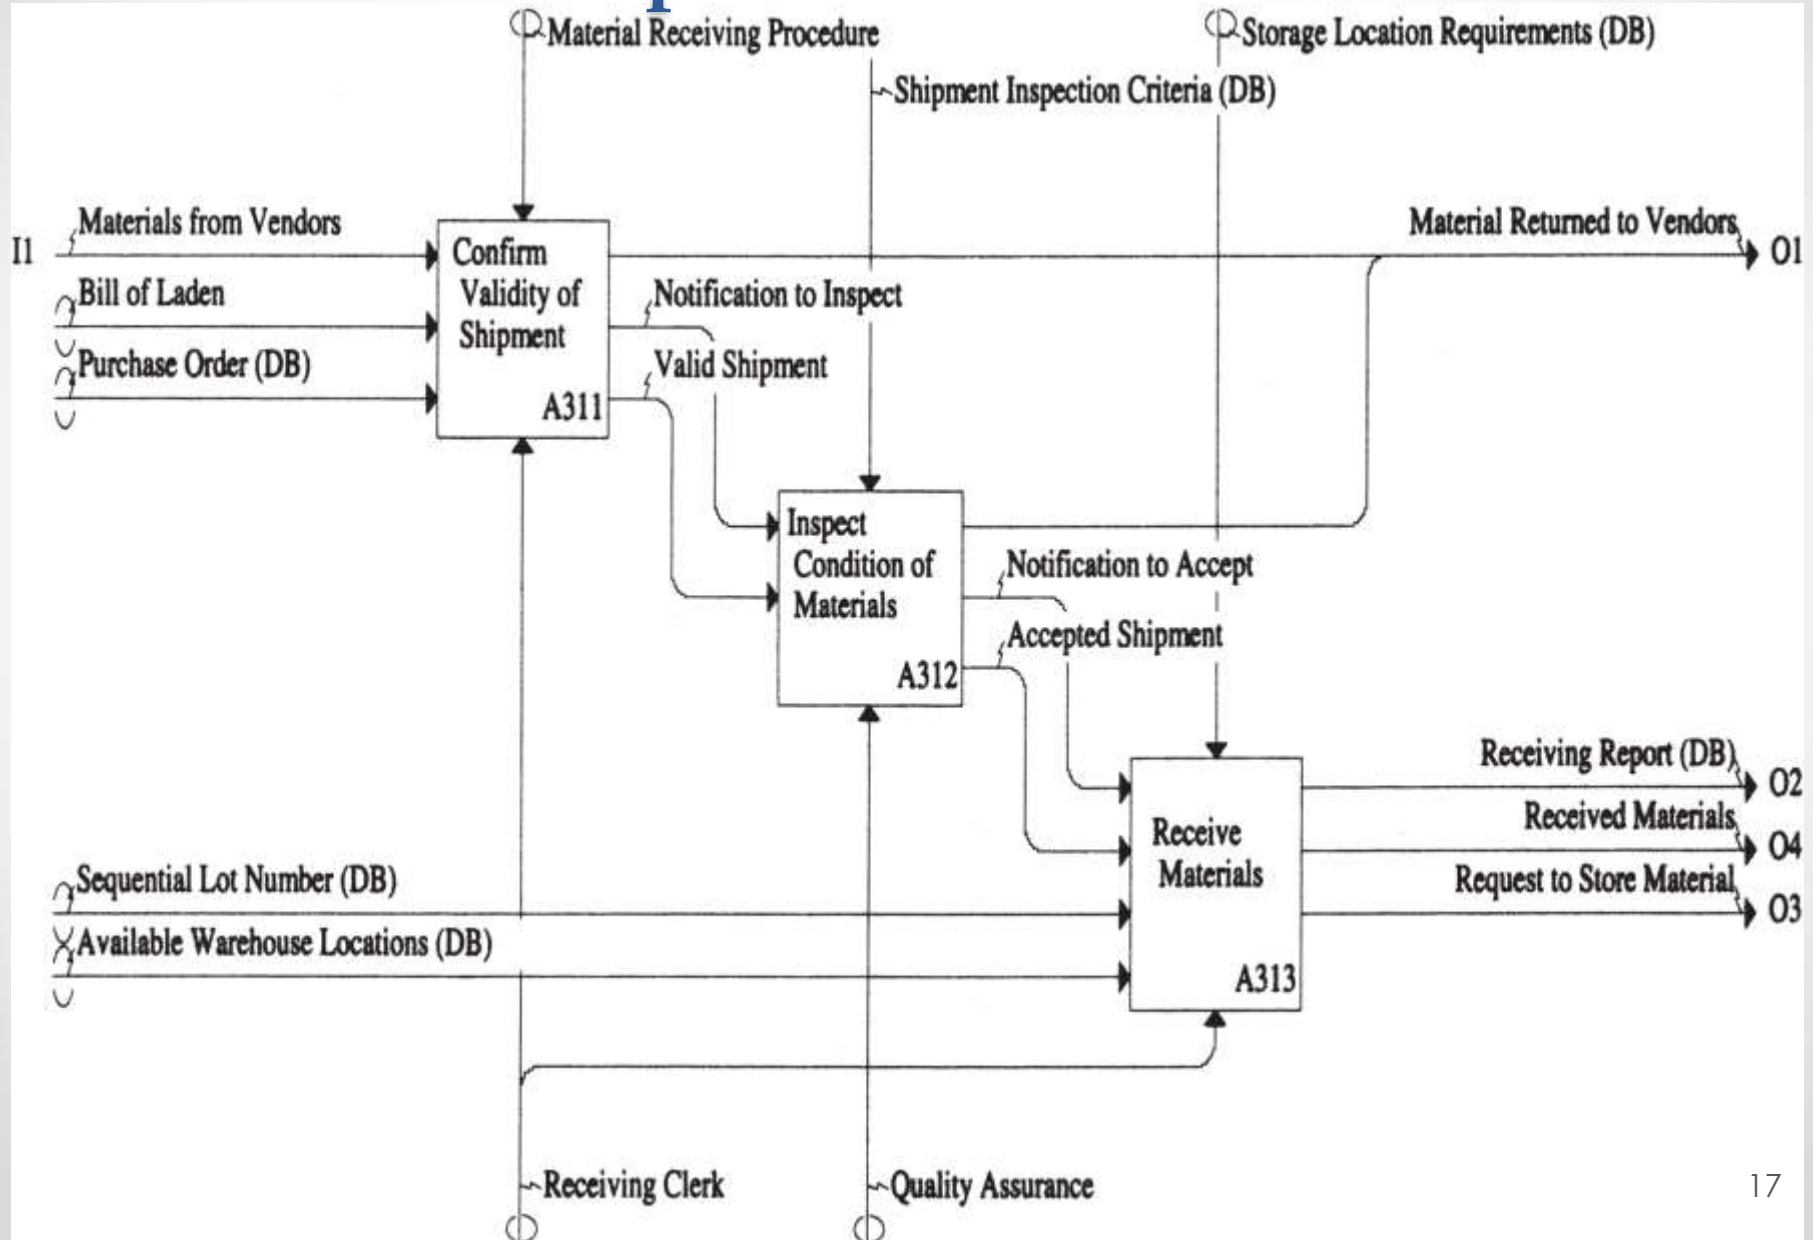 Material Receiving Procedure
Storage Location Requirements (DB)
Shipment Inspection Criteria (DB)
Materials from Vendors
Material Returned to Vendors
I1
O1
Confirm
Validity of
Shipment
A311
Bill of Laden
Notification to Inspect
Purchase Order (DB)
Valid Shipment
Inspect
Condition of
Materials
A312
Notification to Accept
Accepted Shipment
Receiving Report (DB)
O2
Received Materials
O4
Receive
Materials
A313
Sequential Lot Number (DB)
Request to Store Material
O3
Available Warehouse Locations (DB)
Receiving Clerk
Quality Assurance
17